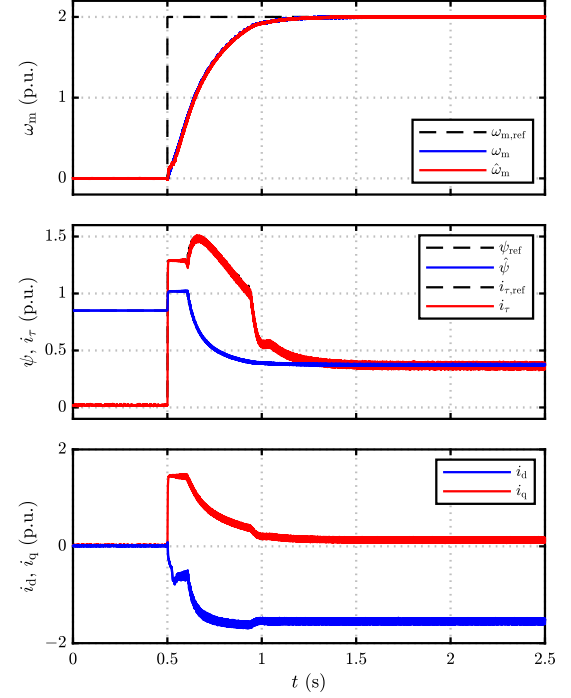 2
1
0
ω_m (p.u.)
ω_m,ref
ω_m
ω̂_m
1.5
1
0.5
0
ψ, i_τ (p.u.)
ψ_ref
ψ̂
i_τ,ref
i_τ
2
0
−2
i_d, i_q (p.u.)
i_d
i_q
0 0.5 1 1.5 2 2.5
t (s)